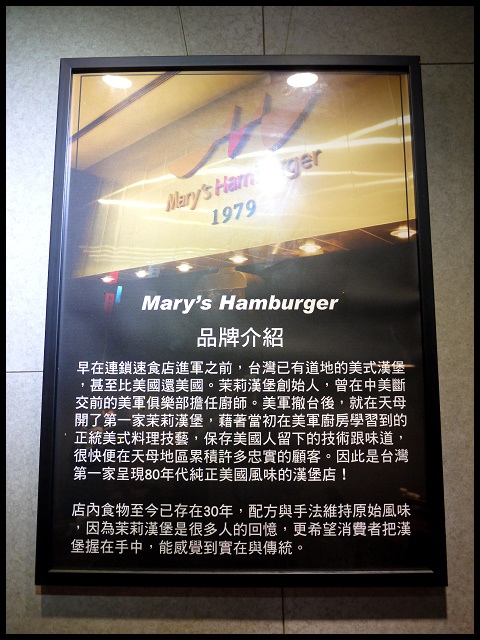 Mary's Hamburger
1979
Mary's Hamburger
品牌介紹
早在連鎖速食店進軍之前，台灣已有道地的美式漢堡
，甚至比美國還美國。茉莉漢堡創始人，曾在中美斷
交前的美軍俱樂部擔任廚師。美軍撤台後，就在天母
開了第一家茉莉漢堡，藉著當初在美軍廚房學習到的
正統美式料理技藝，保存美國人留下的技術跟味道，
很快便在天母地區累積許多忠實的顧客。因此是台灣
第一家呈現80年代純正美國風味的漢堡店！
店內食物至今已存在30年，配方與手法維持原始風味
，因為茉莉漢堡是很多人的回憶，更希望消費者把漢
堡握在手中，能感覺到實在與傳統。